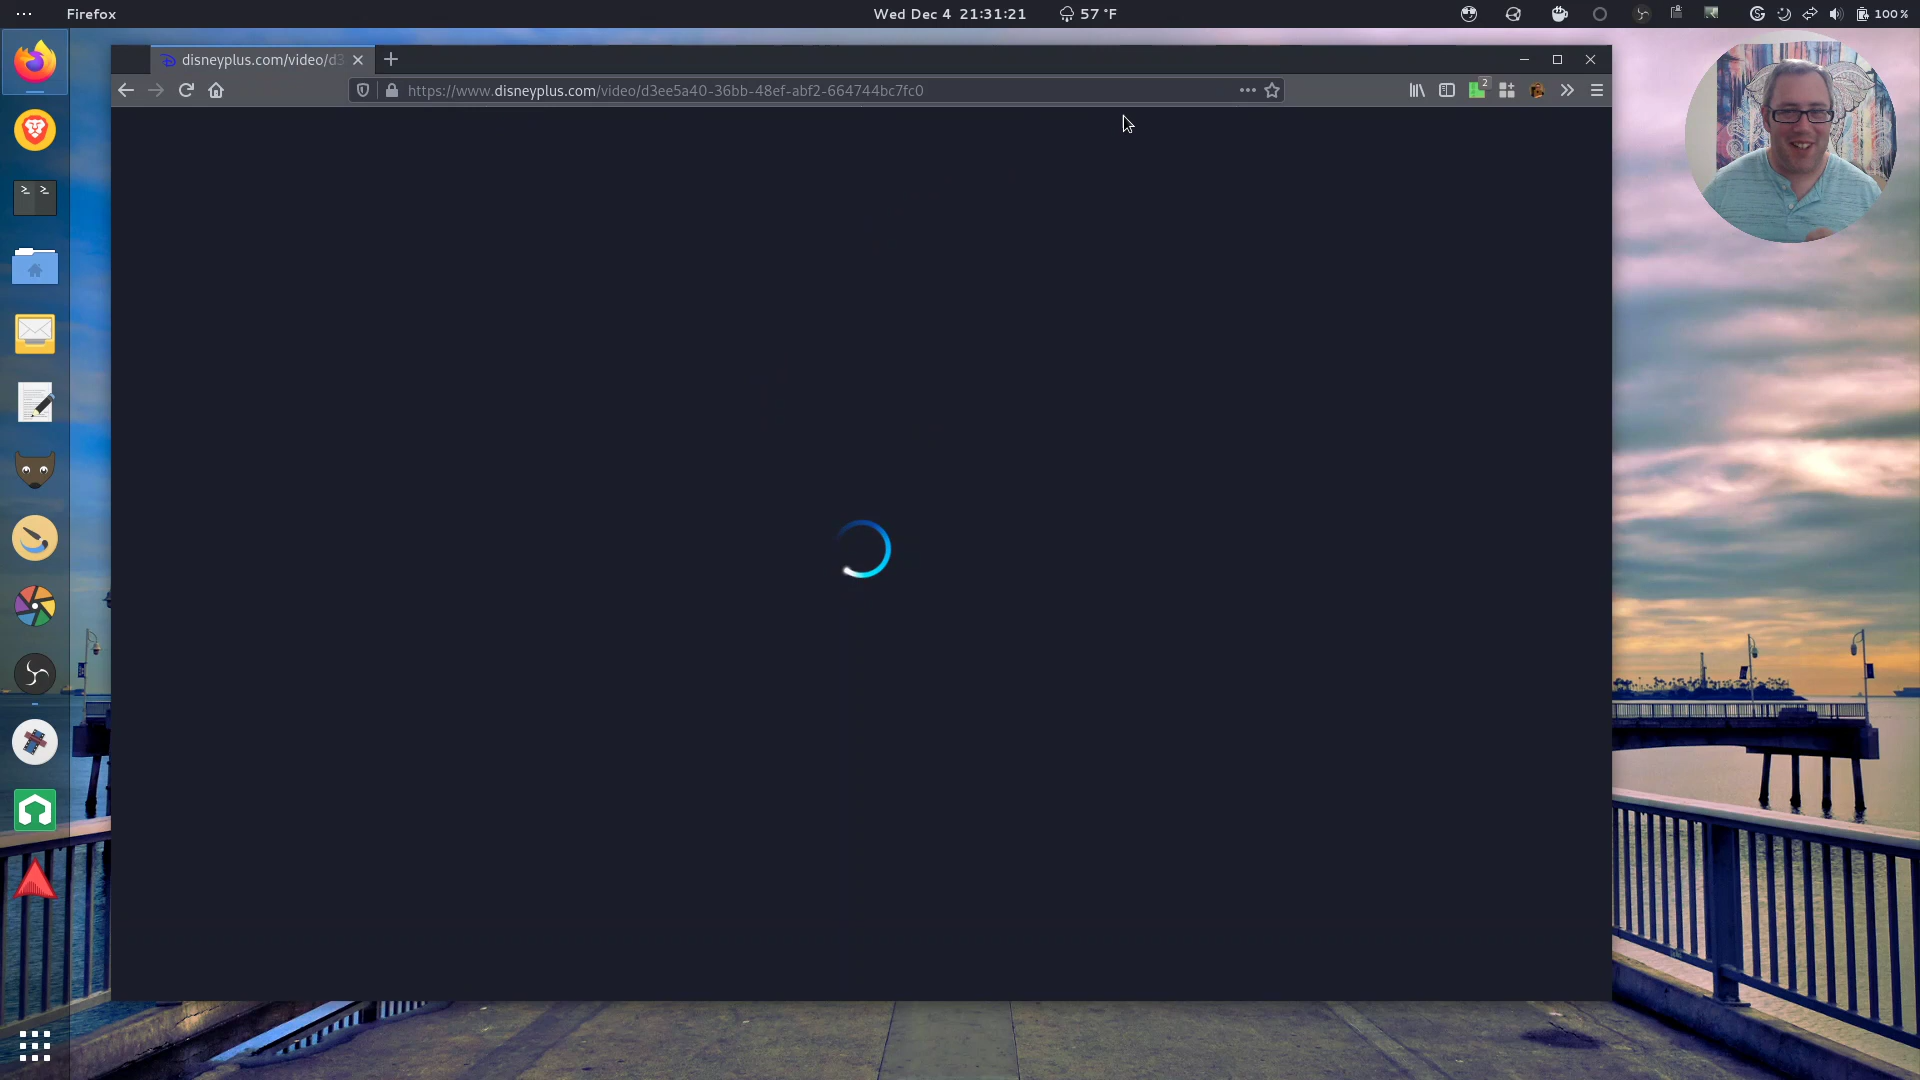 Firefox
Wed Dec 4 21:31:21
57 °F
100 %
disneyplus.com/video/d3
https://www.disneyplus.com/video/d3ee5a40-36bb-48ef-abf2-664744bc7fc0
2
>_ >_